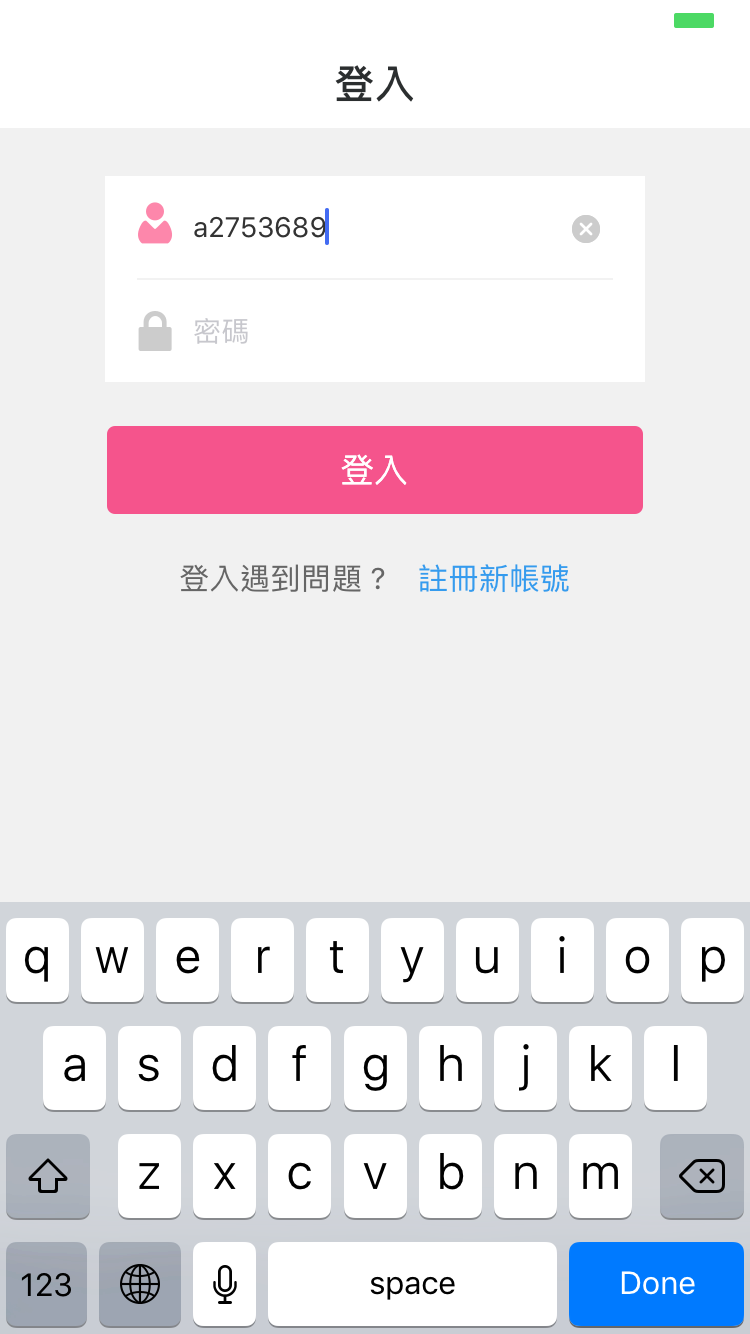 登入
a2753689
密碼
登入
登入遇到問題？ 註冊新帳號
q w e r t y u i o p
a s d f g h j k l
z x c v b n m
123 space Done